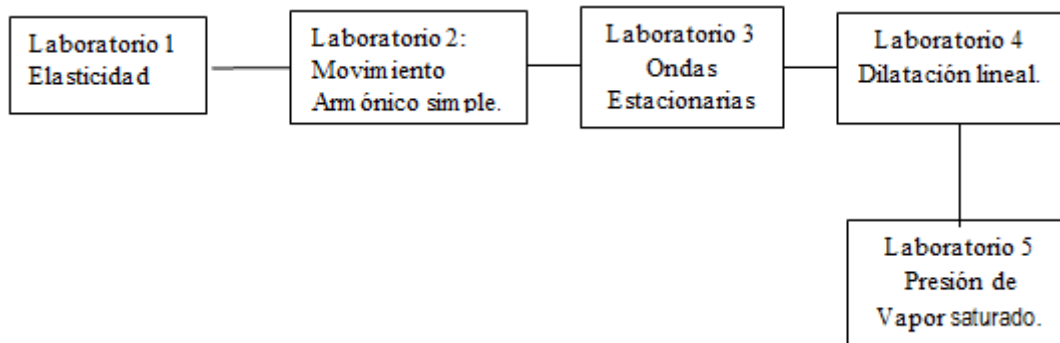 Laboratorio 1
Elasticidad
Laboratorio 2:
Movimiento
Armónico simple.
Laboratorio 3
Ondas
Estacionarias
Laboratorio 4
Dilatación lineal.
Laboratorio 5
Presión de
Vapor saturado.